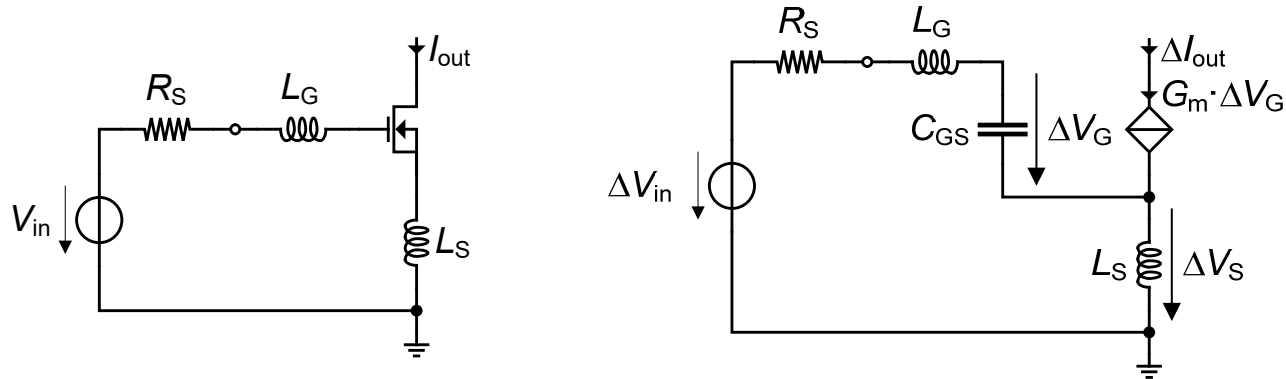 I_out
R_S
L_G
V_in
L_S
R_S
L_G
ΔI_out
G_m·ΔV_G
C_GS
ΔV_G
ΔV_in
L_S
ΔV_S